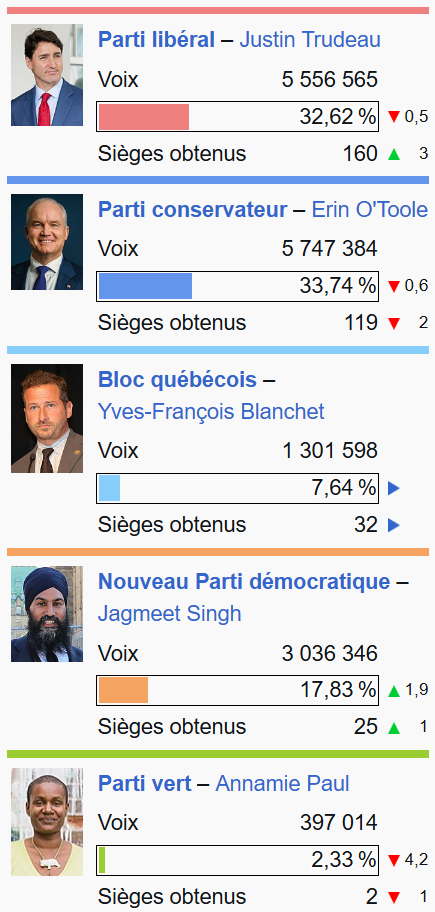 Parti libéral – Justin Trudeau
Voix 5 556 565
32,62 % ▼ 0,5
Sièges obtenus 160 ▲ 3
Parti conservateur – Erin O'Toole
Voix 5 747 384
33,74 % ▼ 0,6
Sièges obtenus 119 ▼ 2
Bloc québécois –
Yves-François Blanchet
Voix 1 301 598
7,64 % ▶
Sièges obtenus 32 ▶
Nouveau Parti démocratique –
Jagmeet Singh
Voix 3 036 346
17,83 % ▲ 1,9
Sièges obtenus 25 ▲ 1
Parti vert – Annamie Paul
Voix 397 014
2,33 % ▼ 4,2
Sièges obtenus 2 ▼ 1